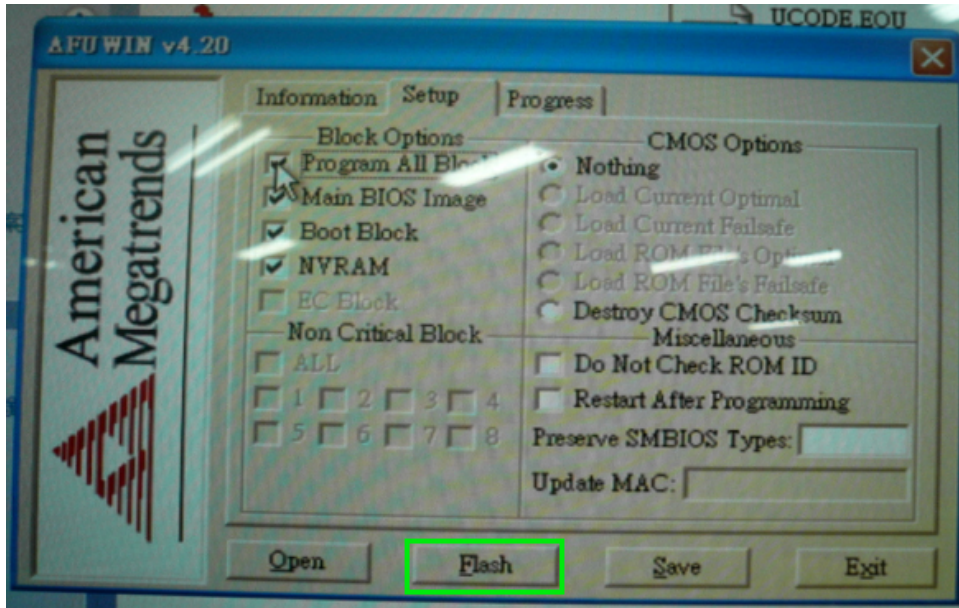 UCODE.EQU
AFUWIN v4.20
American
Megatrends
Information Setup Progress
Block Options
Program All
Main BIOS Image
Boot Block
NVRAM
EC Block
Non Critical Block
ALL
1 2 3 4
5 6 7 8
CMOS Options
Nothing
Load Current Optimal
Load Current Failsafe
Load ROM File's Optimal
Load ROM File's Failsafe
Destroy CMOS Checksum
Miscellaneous
Do Not Check ROM ID
Restart After Programming
Preserve SMBIOS Types:
Update MAC:
Open Flash Save Exit